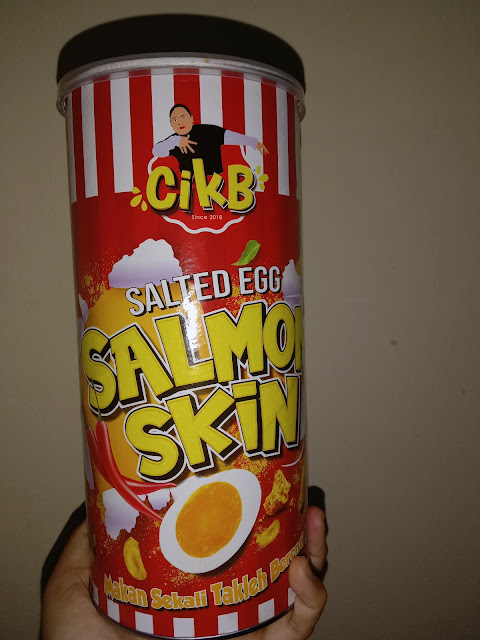 CikB
Since 2018
SALTED EGG
SALMON
SKiN
Makan Sekali Takleh